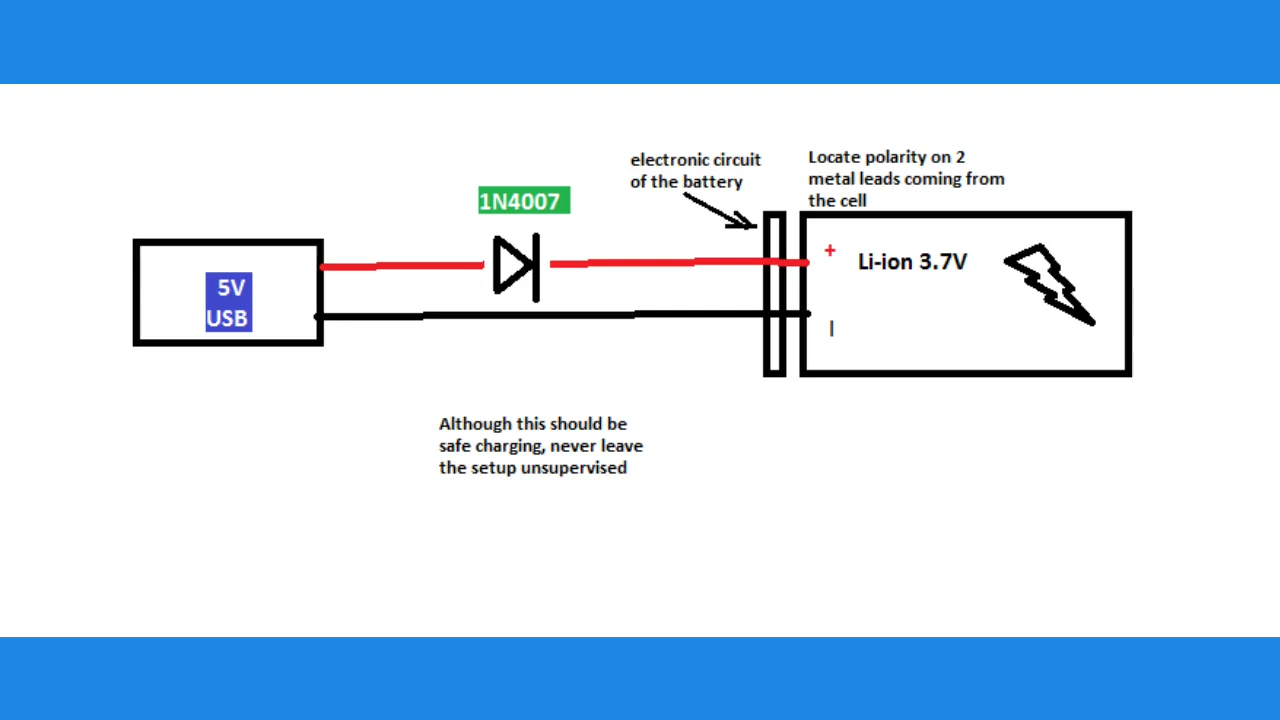 electronic circuit
of the battery
Locate polarity on 2
metal leads coming from
the cell
1N4007
+
Li-ion 3.7V
5V
USB
|
Although this should be
safe charging, never leave
the setup unsupervised